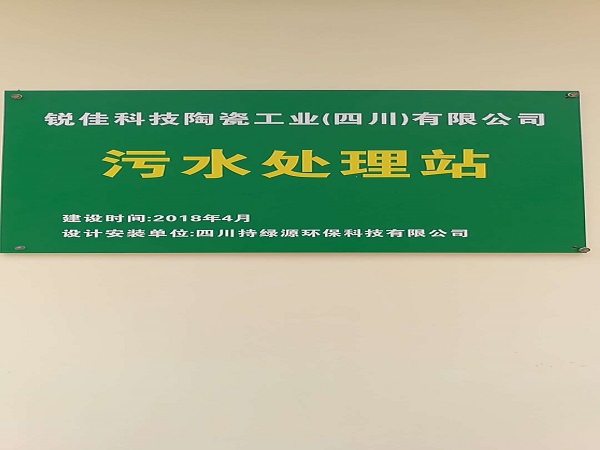 锐佳科技陶瓷工业(四川)有限公司
污水处理站
建设时间:2018年4月
设计安装单位:四川持绿源环保科技有限公司